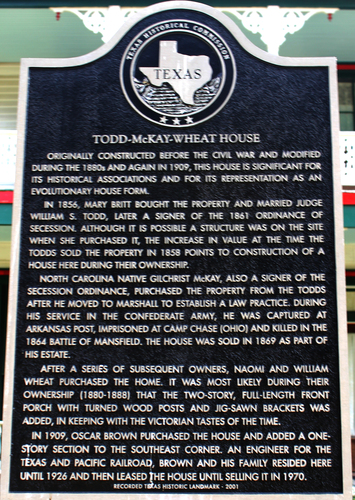 TEXAS HISTORICAL COMMISSION
TEXAS
TODD-McKAY-WHEAT HOUSE
ORIGINALLY CONSTRUCTED BEFORE THE CIVIL WAR AND MODIFIED
DURING THE 1880s AND AGAIN IN 1909, THIS HOUSE IS SIGNIFICANT FOR
ITS HISTORICAL ASSOCIATIONS AND FOR ITS REPRESENTATION AS AN
EVOLUTIONARY HOUSE FORM.
IN 1856, MARY BRITT BOUGHT THE PROPERTY AND MARRIED JUDGE
WILLIAM S. TODD, LATER A SIGNER OF THE 1861 ORDINANCE OF
SECESSION. ALTHOUGH IT IS POSSIBLE A STRUCTURE WAS ON THE SITE
WHEN SHE PURCHASED IT, THE INCREASE IN VALUE AT THE TIME THE
TODDS SOLD THE PROPERTY IN 1858 POINTS TO CONSTRUCTION OF A
HOUSE HERE DURING THEIR OWNERSHIP.
NORTH CAROLINA NATIVE GILCHRIST McKAY, ALSO A SIGNER OF THE
SECESSION ORDINANCE, PURCHASED THE PROPERTY FROM THE TODDS
AFTER HE MOVED TO MARSHALL TO ESTABLISH A LAW PRACTICE. DURING
HIS SERVICE IN THE CONFEDERATE ARMY, HE WAS CAPTURED AT
ARKANSAS POST, IMPRISONED AT CAMP CHASE (OHIO) AND KILLED IN THE
1864 BATTLE OF MANSFIELD. THE HOUSE WAS SOLD IN 1869 AS PART OF
HIS ESTATE.
AFTER A SERIES OF SUBSEQUENT OWNERS, NAOMI AND WILLIAM
WHEAT PURCHASED THE HOME. IT WAS MOST LIKELY DURING THEIR
OWNERSHIP (1880-1888) THAT THE TWO-STORY, FULL-LENGTH FRONT
PORCH WITH TURNED WOOD POSTS AND JIG-SAWN BRACKETS WAS
ADDED, IN KEEPING WITH THE VICTORIAN TASTES OF THE TIME.
IN 1909, OSCAR BROWN PURCHASED THE HOUSE AND ADDED A ONE-
STORY SECTION TO THE SOUTHEAST CORNER. AN ENGINEER FOR THE
TEXAS AND PACIFIC RAILROAD, BROWN AND HIS FAMILY RESIDED HERE
UNTIL 1926 AND THEN LEASED THE HOUSE UNTIL SELLING IT IN 1970.
RECORDED TEXAS HISTORIC LANDMARK - 2001